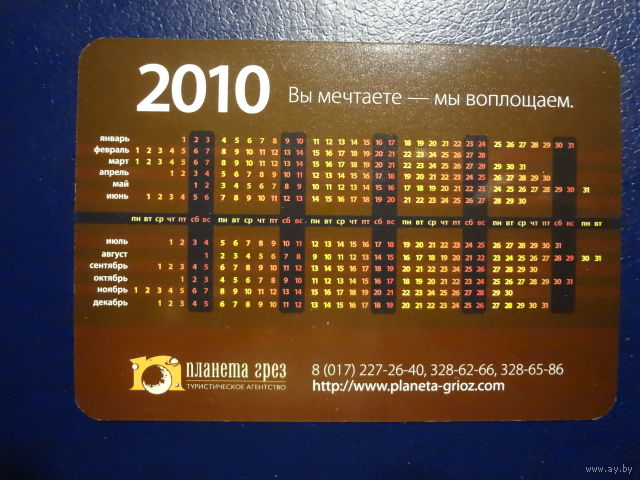 2010 Вы мечтаете — мы воплощаем.
январь 1 2 3 4 5 6 7 8 9 10 11 12 13 14 15 16 17 18 19 20 21 22 23 24 25 26 27 28 29 30 31
февраль 1 2 3 4 5 6 7 8 9 10 11 12 13 14 15 16 17 18 19 20 21 22 23 24 25 26 27 28
март 1 2 3 4 5 6 7 8 9 10 11 12 13 14 15 16 17 18 19 20 21 22 23 24 25 26 27 28 29 30 31
апрель 1 2 3 4 5 6 7 8 9 10 11 12 13 14 15 16 17 18 19 20 21 22 23 24 25 26 27 28 29 30
май 1 2 3 4 5 6 7 8 9 10 11 12 13 14 15 16 17 18 19 20 21 22 23 24 25 26 27 28 29 30 31
июнь 1 2 3 4 5 6 7 8 9 10 11 12 13 14 15 16 17 18 19 20 21 22 23 24 25 26 27 28 29 30
пн вт ср чт пт сб вс пн вт ср чт пт сб вс пн вт ср чт пт сб вс пн вт ср чт пт сб вс пн вт ср чт пт сб вс пн вт
июль 1 2 3 4 5 6 7 8 9 10 11 12 13 14 15 16 17 18 19 20 21 22 23 24 25 26 27 28 29 30 31
август 1 2 3 4 5 6 7 8 9 10 11 12 13 14 15 16 17 18 19 20 21 22 23 24 25 26 27 28 29 30 31
сентябрь 1 2 3 4 5 6 7 8 9 10 11 12 13 14 15 16 17 18 19 20 21 22 23 24 25 26 27 28 29 30
октябрь 1 2 3 4 5 6 7 8 9 10 11 12 13 14 15 16 17 18 19 20 21 22 23 24 25 26 27 28 29 30 31
ноябрь 1 2 3 4 5 6 7 8 9 10 11 12 13 14 15 16 17 18 19 20 21 22 23 24 25 26 27 28 29 30
декабрь 1 2 3 4 5 6 7 8 9 10 11 12 13 14 15 16 17 18 19 20 21 22 23 24 25 26 27 28 29 30 31
планета грез
ТУРИСТИЧЕСКОЕ АГЕНТСТВО
8 (017) 227-26-40, 328-62-66, 328-65-86
http://www.planeta-grioz.com
www.ay.by